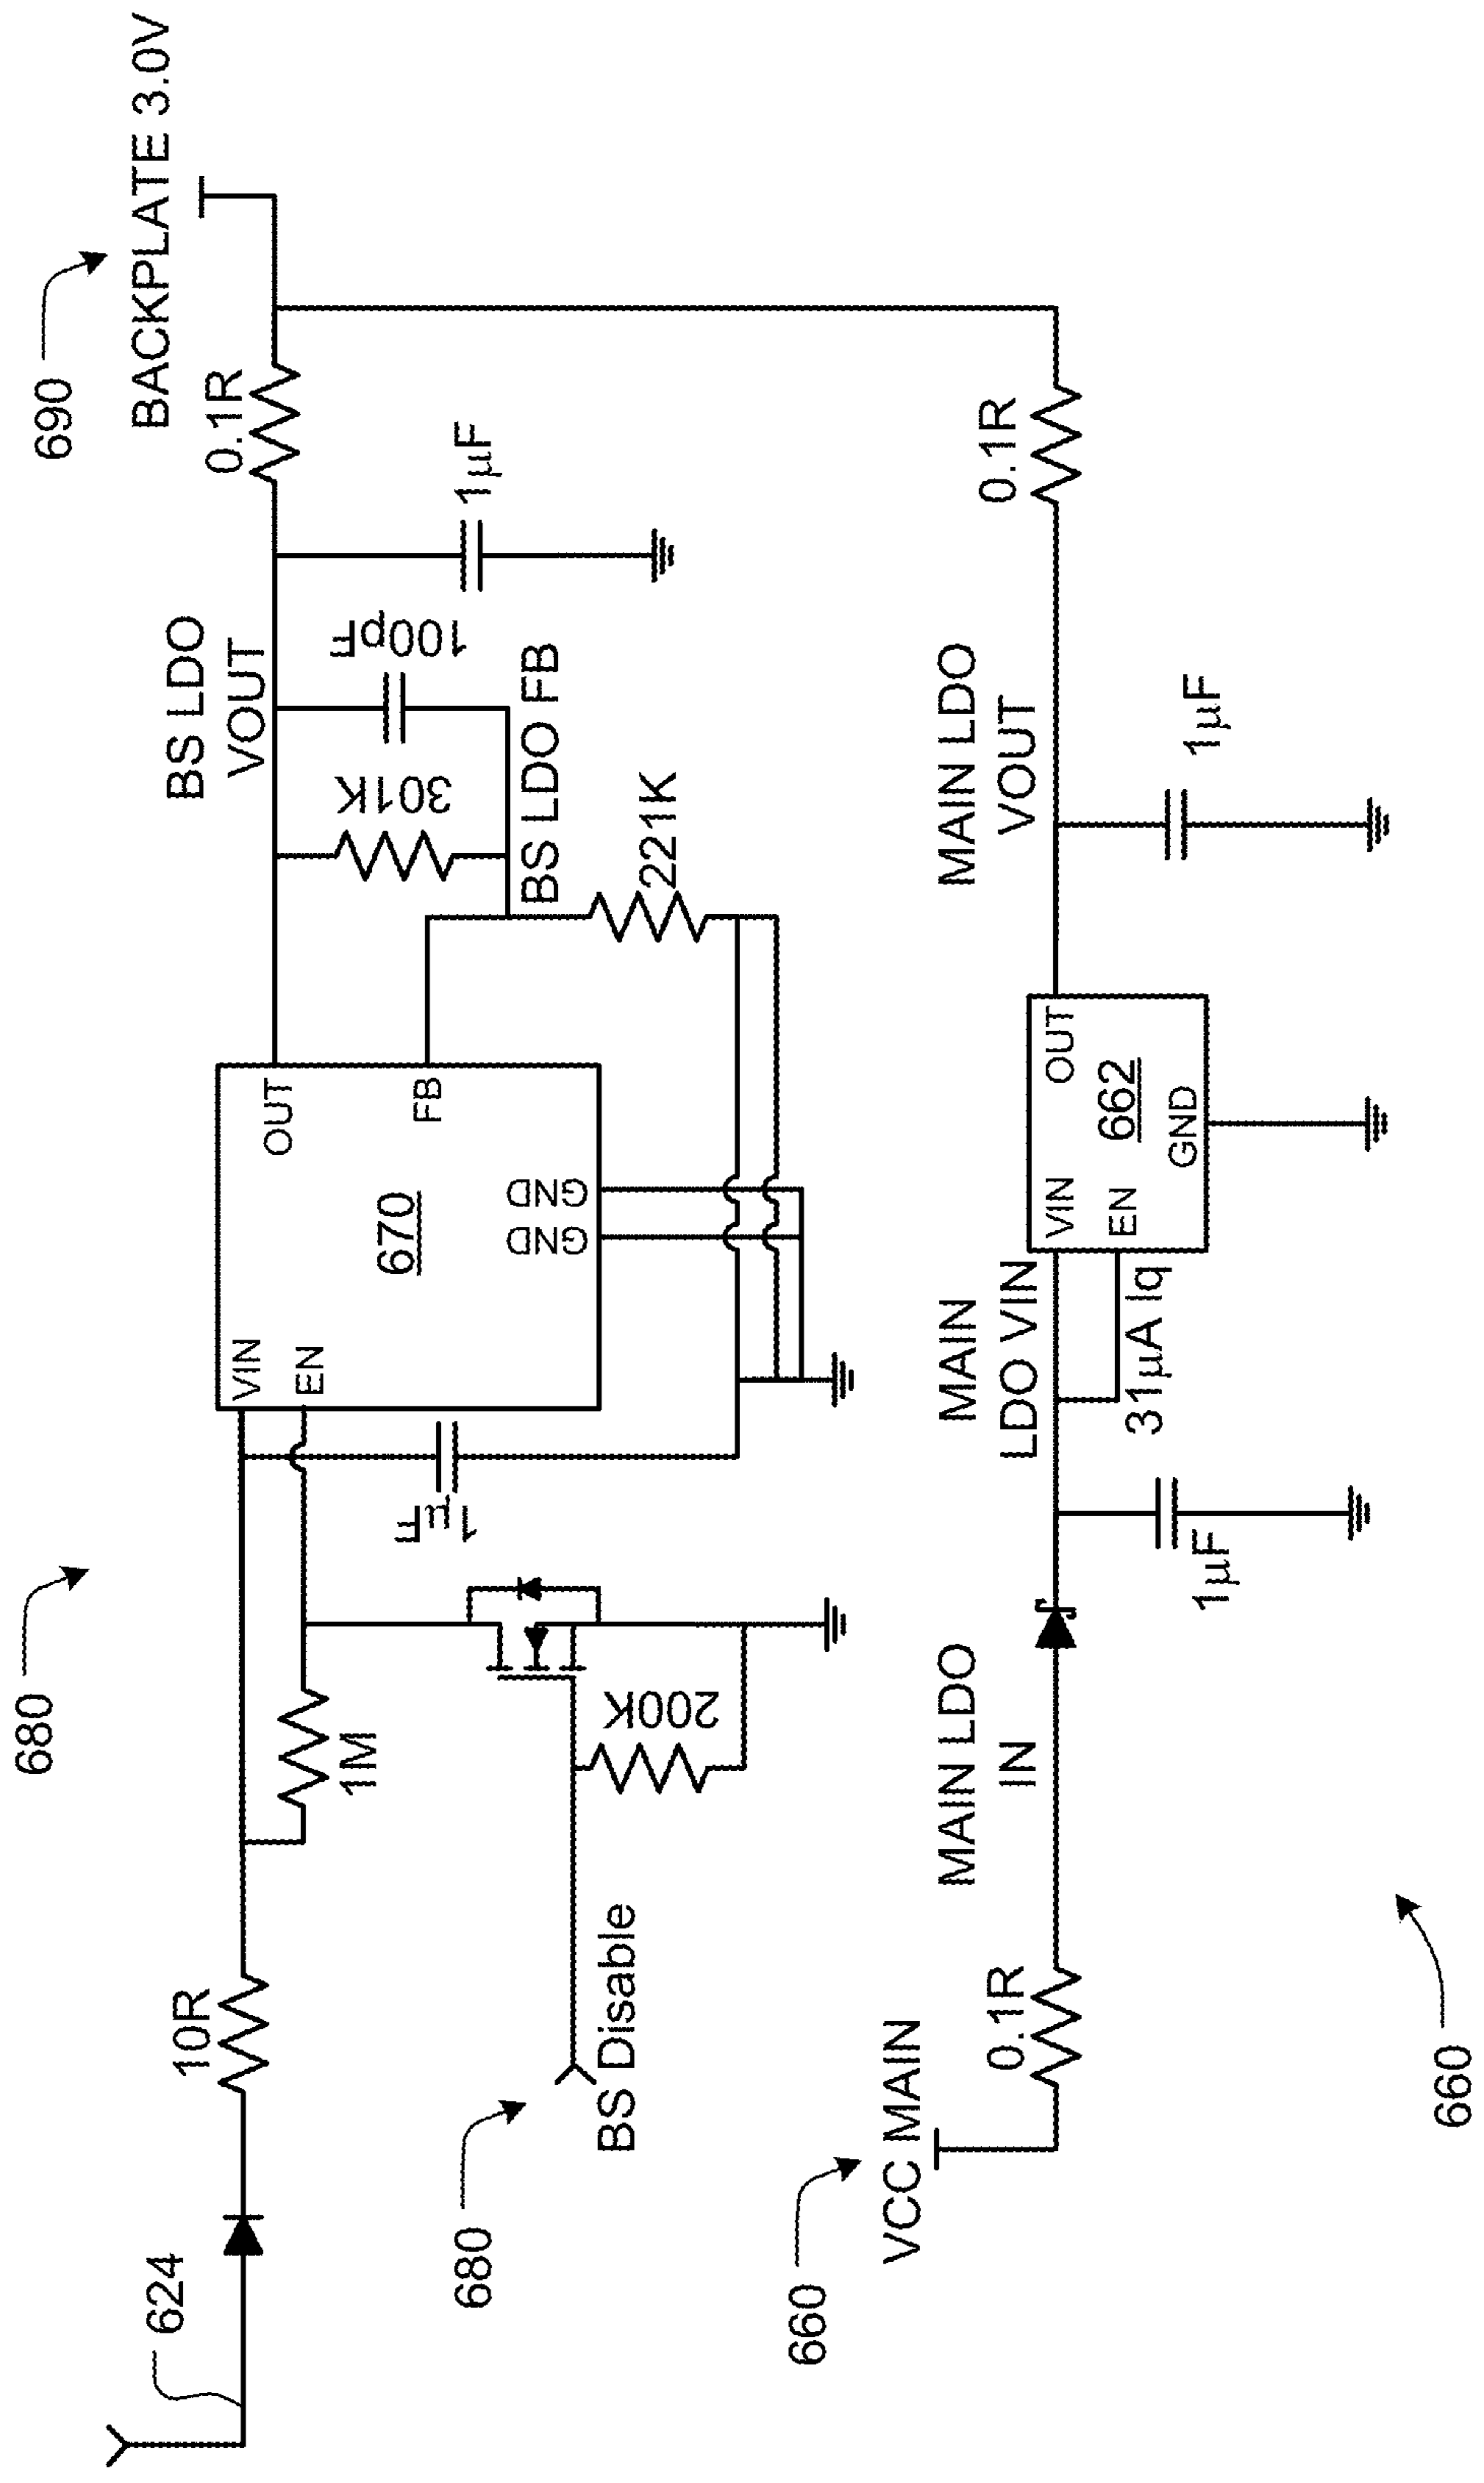 690
BACKPLATE 3.0V
680
624
10R
1M
VIN
EN
670
OUT
FB
GND
GND
BS LDO
VOUT
0.1R
301K
100pF
1µF
BS LDO FB
221K
1µF
200K
680
BS Disable
660
VCC MAIN
0.1R
MAIN LDO
IN
1µF
MAIN
LDO VIN
31µA Iq
VIN
EN
662
OUT
GND
MAIN LDO
VOUT
1µF
0.1R
660